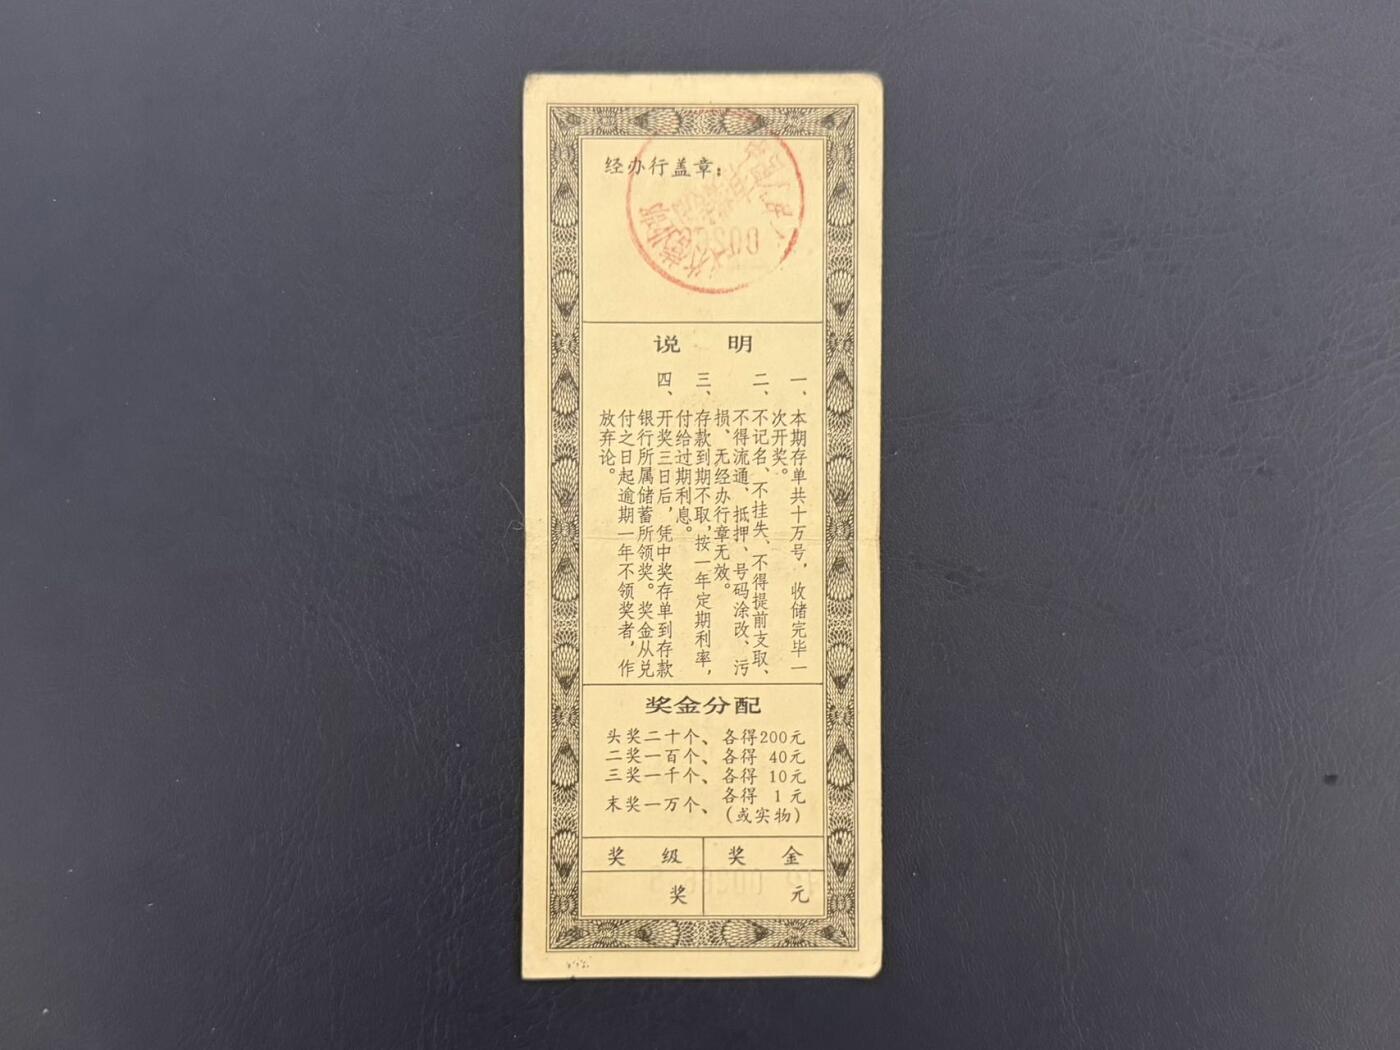 经办行盖章：
说　明
一、本期存单共十万号，收储完毕一
次开奖。
二、不记名、不挂失、不得提前支取、
不得流通、抵押、号码涂改、污
损、无经办行章无效。
三、存款到期不取，按一年定期利率，
付给过期利息。
四、开奖三日后，凭中奖存单到存款
银行所属储蓄所领奖。奖金从兑
付之日起逾期一年不领奖者，作
放弃论。
奖金分配
头奖二十个、各得200元
二奖一百个、各得 40元
三奖一千个、各得 10元
末奖一万个、各得 1元
（或实物）
奖　级　奖　金
奖　元